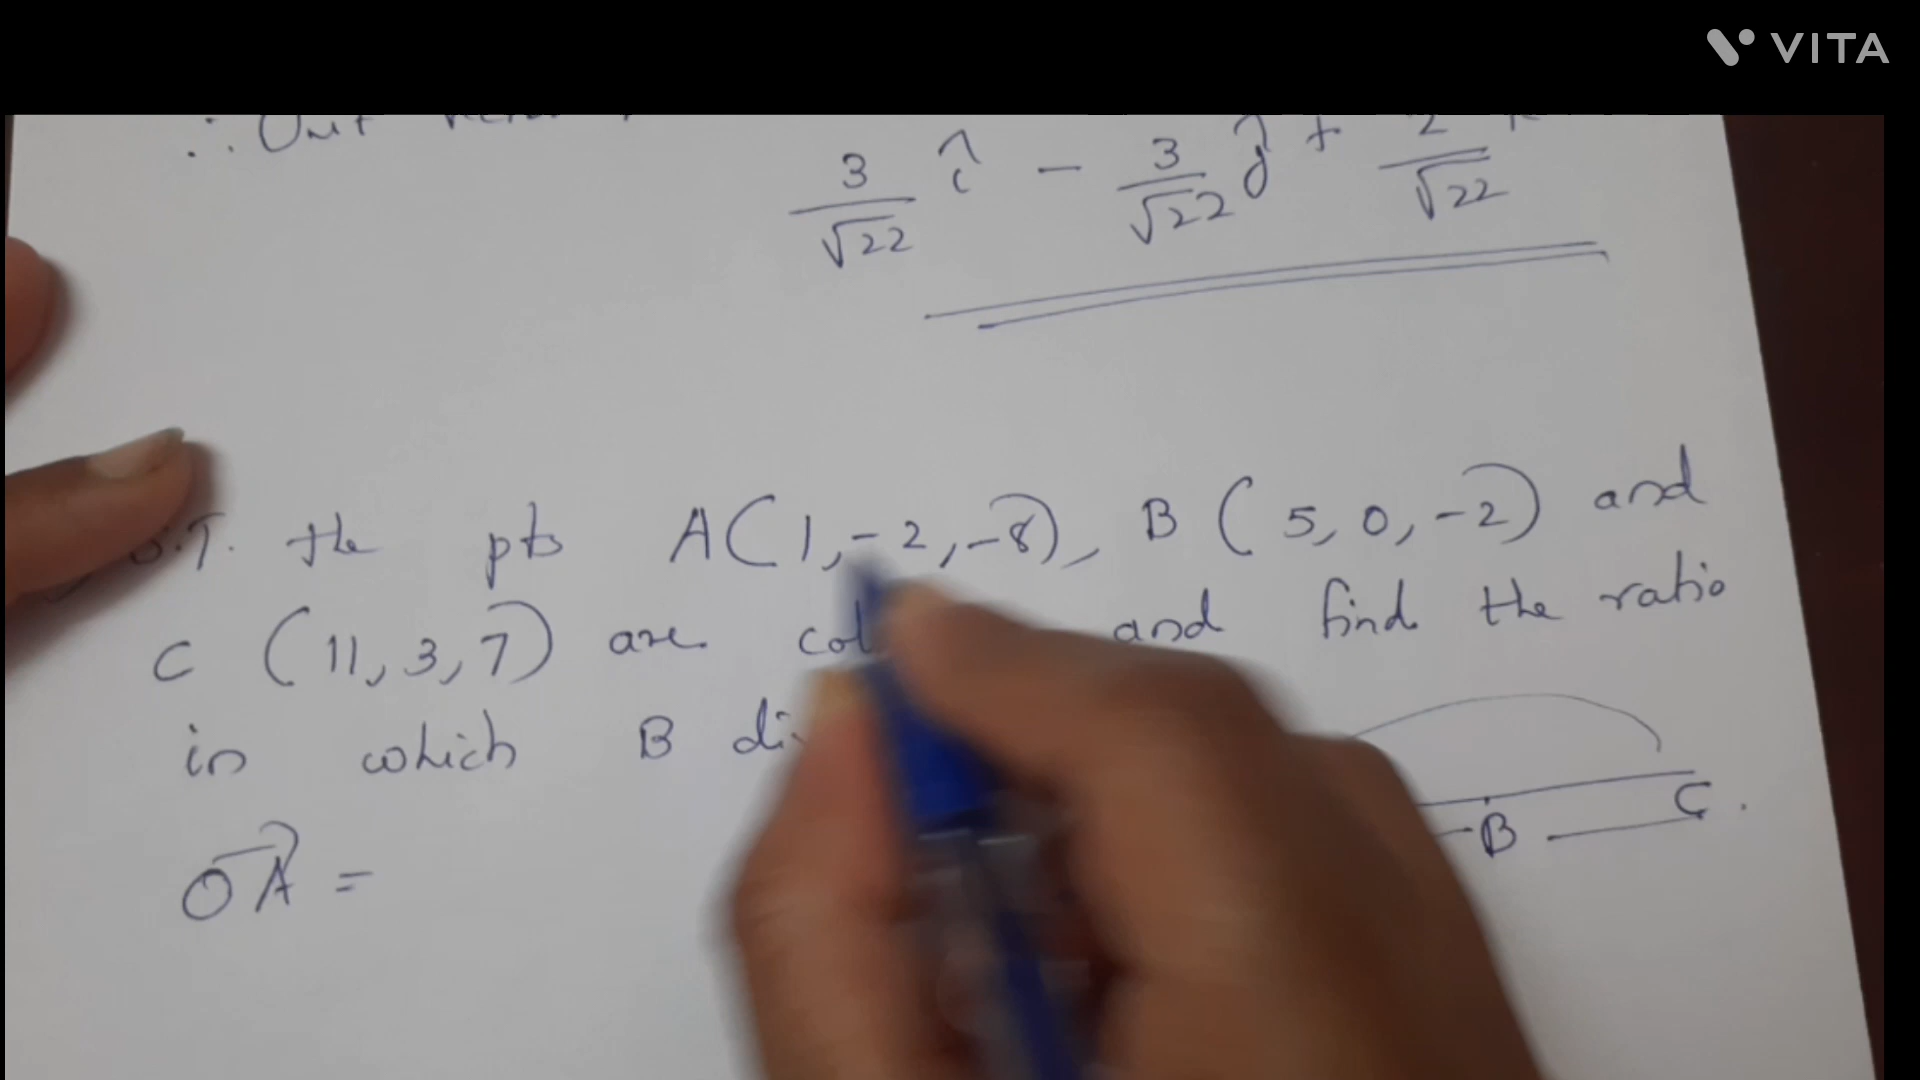 VITA
∴ Unit
3/√22 î - 3/√22 ĵ + 2/√22
S.T. the pts A(1, -2, -8), B (5, 0, -2) and
C (11, 3, 7) are col and find the ratio
in which B
B C.
OA =